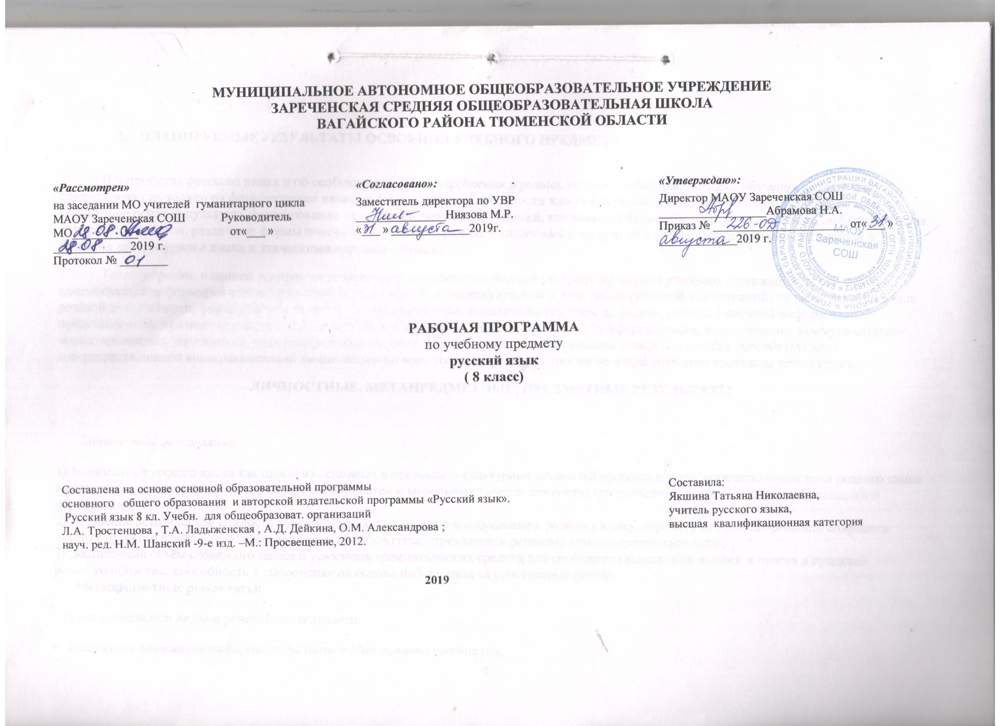 МУНИЦИПАЛЬНОЕ АВТОНОМНОЕ ОБЩЕОБРАЗОВАТЕЛЬНОЕ УЧРЕЖДЕНИЕ
ЗАРЕЧЕНСКАЯ СРЕДНЯЯ ОБЩЕОБРАЗОВАТЕЛЬНАЯ ШКОЛА
ВАГАЙСКОГО РАЙОНА ТЮМЕНСКОЙ ОБЛАСТИ
«Рассмотрен»
на заседании МО учителей гуманитарного цикла
МАОУ Зареченская СОШ Руководитель
МО 28.08. от«___»
28.08. 2019 г.
Протокол № 01
«Согласовано»:
Заместитель директора по УВР
Ниязова М.Р.
«31» августа 2019г.
«Утверждаю»:
Директор МАОУ Зареченская СОШ
Абрамова Н.А.
Приказ № 226-ОД от«31»
августа 2019 г.
МАОУ
Зареченская
СОШ
РАБОЧАЯ ПРОГРАММА
по учебному предмету
русский язык
( 8 класс)
Составлена на основе основной образовательной программы
основного общего образования и авторской издательской программы «Русский язык».
Русский язык 8 кл. Учебн. для общеобразоват. организаций
Л.А. Тростенцова , Т.А. Ладыженская , А.Д. Дейкина, О.М.Александрова ;
науч. ред. Н.М. Шанский -9-е изд. –М.: Просвещение, 2012.
Составила:
Якшина Татьяна Николаевна,
учитель русского языка,
высшая квалификационная категория
2019